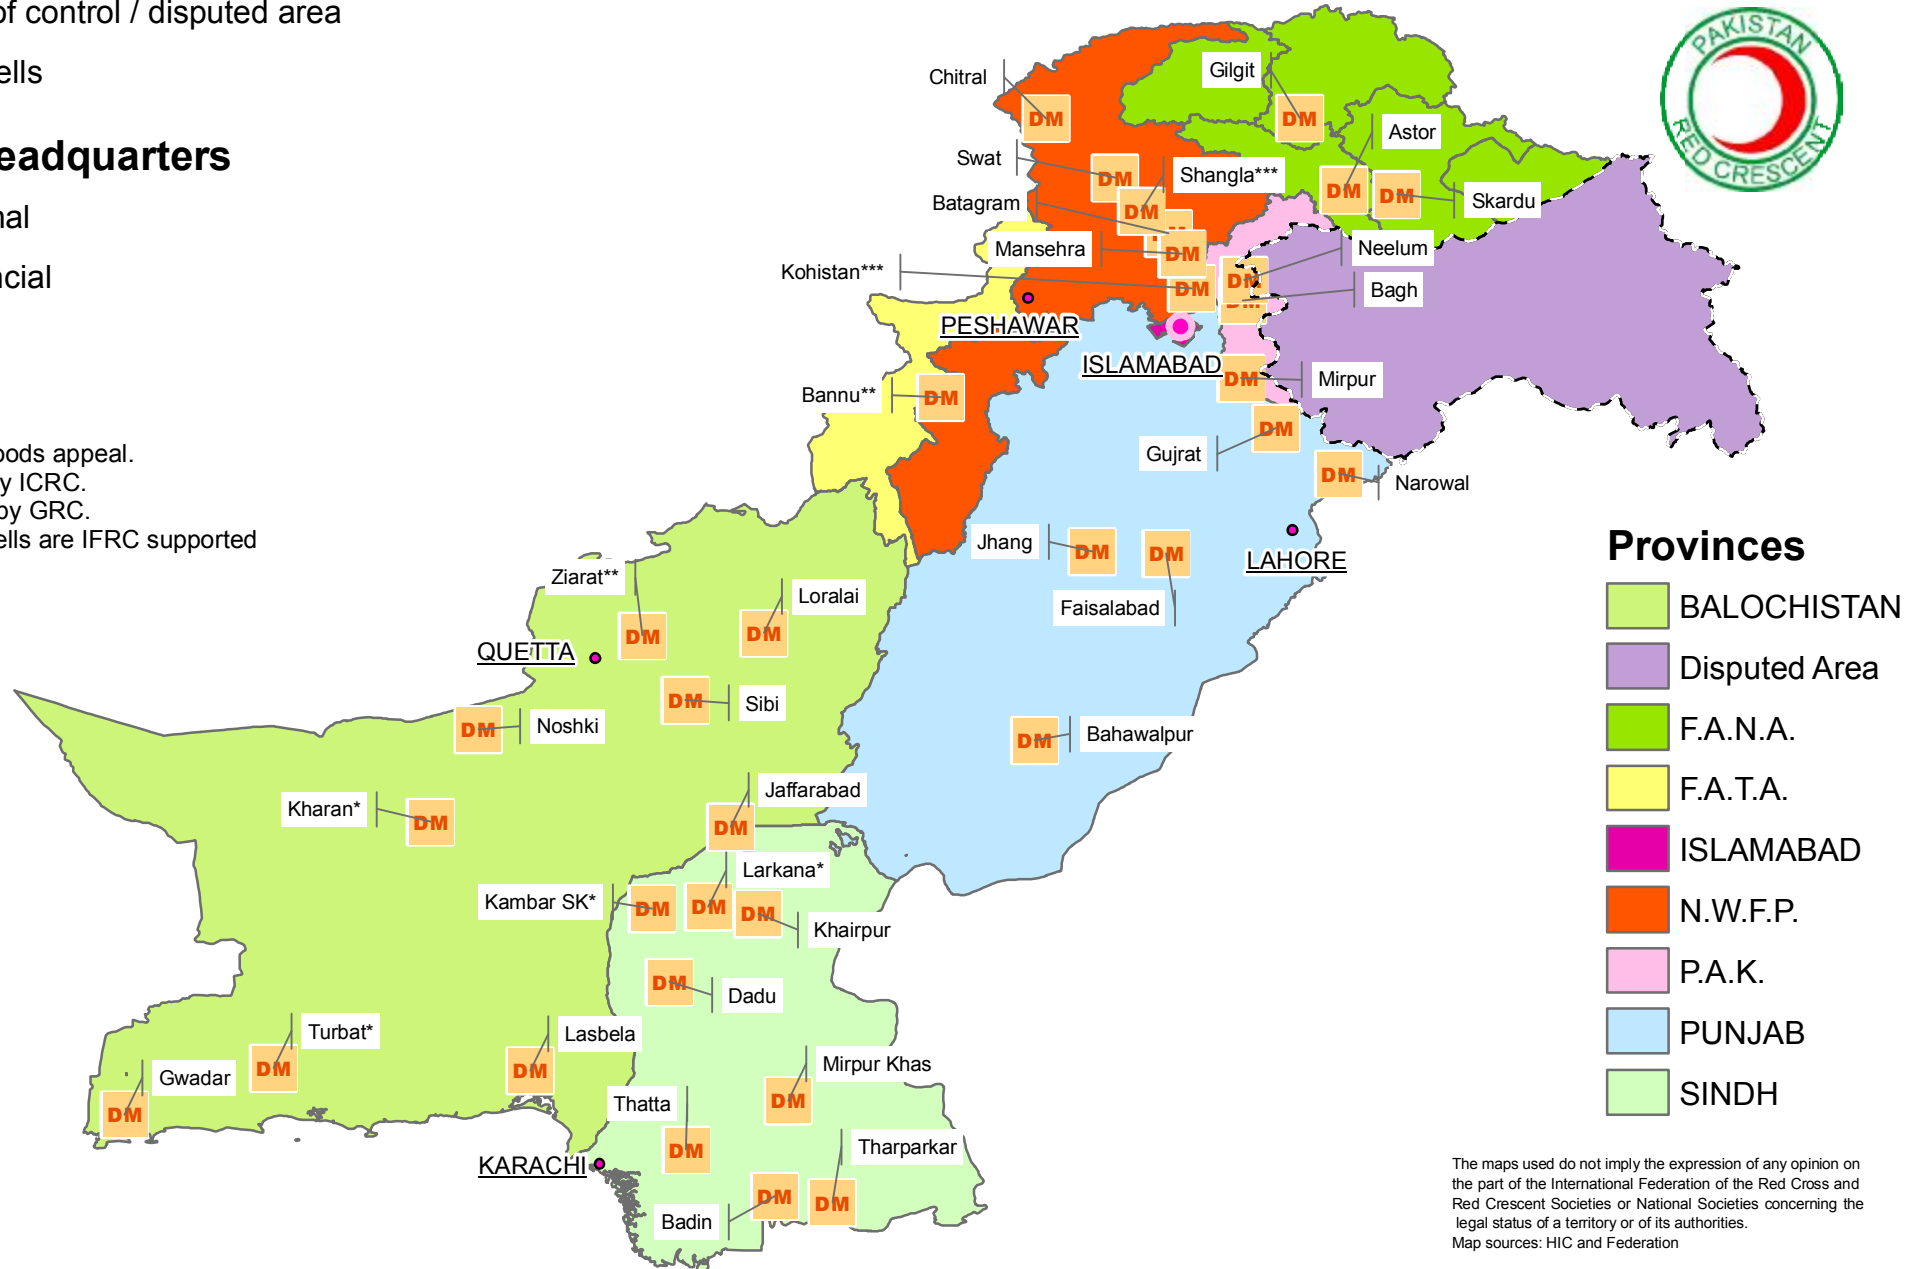 of control / disputed area
ells
eadquarters
nal
ncial
oods appeal.
y ICRC.
by GRC.
ells are IFRC supported
PAKISTAN
RED CRESCENT
Chitral
DM
Gilgit
DM
Astor
DM
Swat
DM
Shangla***
DM
Skardu
DM
Batagram
Mansehra
DM
Neelum
DM
Kohistan***
DM
Bagh
DM
PESHAWAR
ISLAMABAD
Mirpur
DM
Bannu**
DM
Gujrat
DM
Narowal
DM
Jhang
DM
Faisalabad
DM
LAHORE
Ziarat**
DM
Loralai
DM
QUETTA
Sibi
DM
Noshki
DM
Bahawalpur
DM
Kharan*
DM
Jaffarabad
DM
Larkana*
DM
Kambar SK*
DM
Khairpur
DM
Dadu
DM
Turbat*
DM
Lasbela
DM
Gwadar
DM
Mirpur Khas
DM
Thatta
DM
Tharparkar
DM
KARACHI
Badin
DM
Provinces
BALOCHISTAN
Disputed Area
F.A.N.A.
F.A.T.A.
ISLAMABAD
N.W.F.P.
P.A.K.
PUNJAB
SINDH
The maps used do not imply the expression of any opinion on
the part of the International Federation of the Red Cross and
Red Crescent Societies or National Societies concerning the
legal status of a territory or of its authorities.
Map sources: HIC and Federation